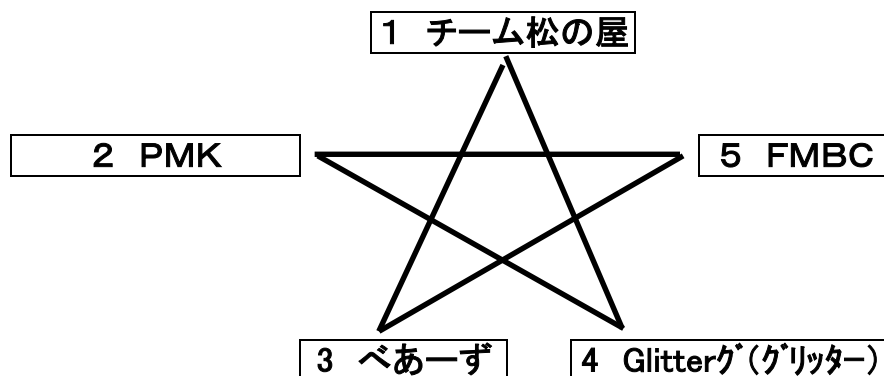 １　チーム松の屋
２　ＰＭＫ
５　ＦＭＢＣ
３　べあーず
４　Glitterｸﾞ（ｸﾞﾘｯﾀｰ）